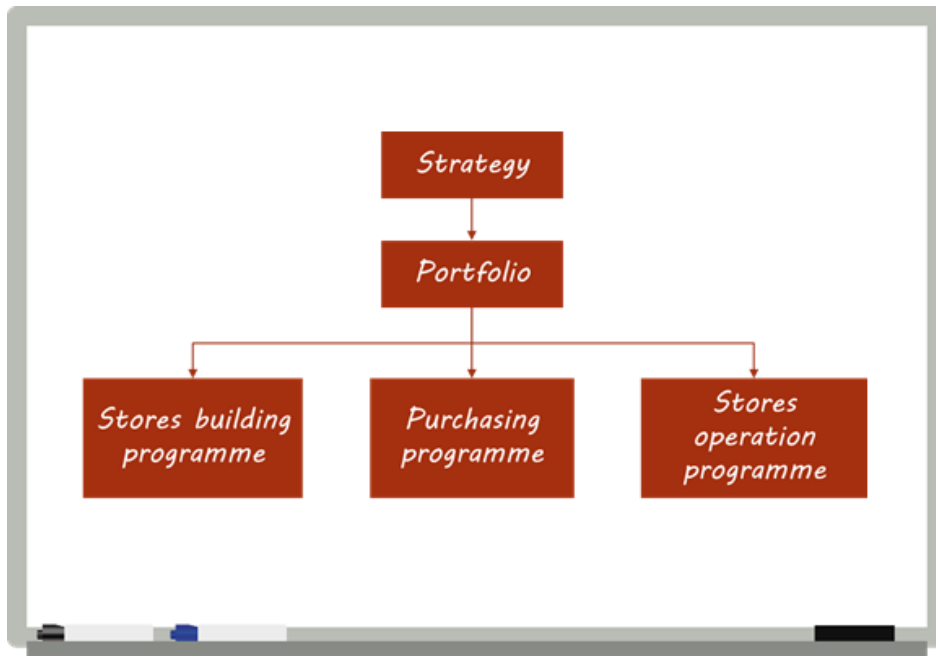 Strategy
Portfolio
Stores building
programme
Purchasing
programme
Stores
operation
programme